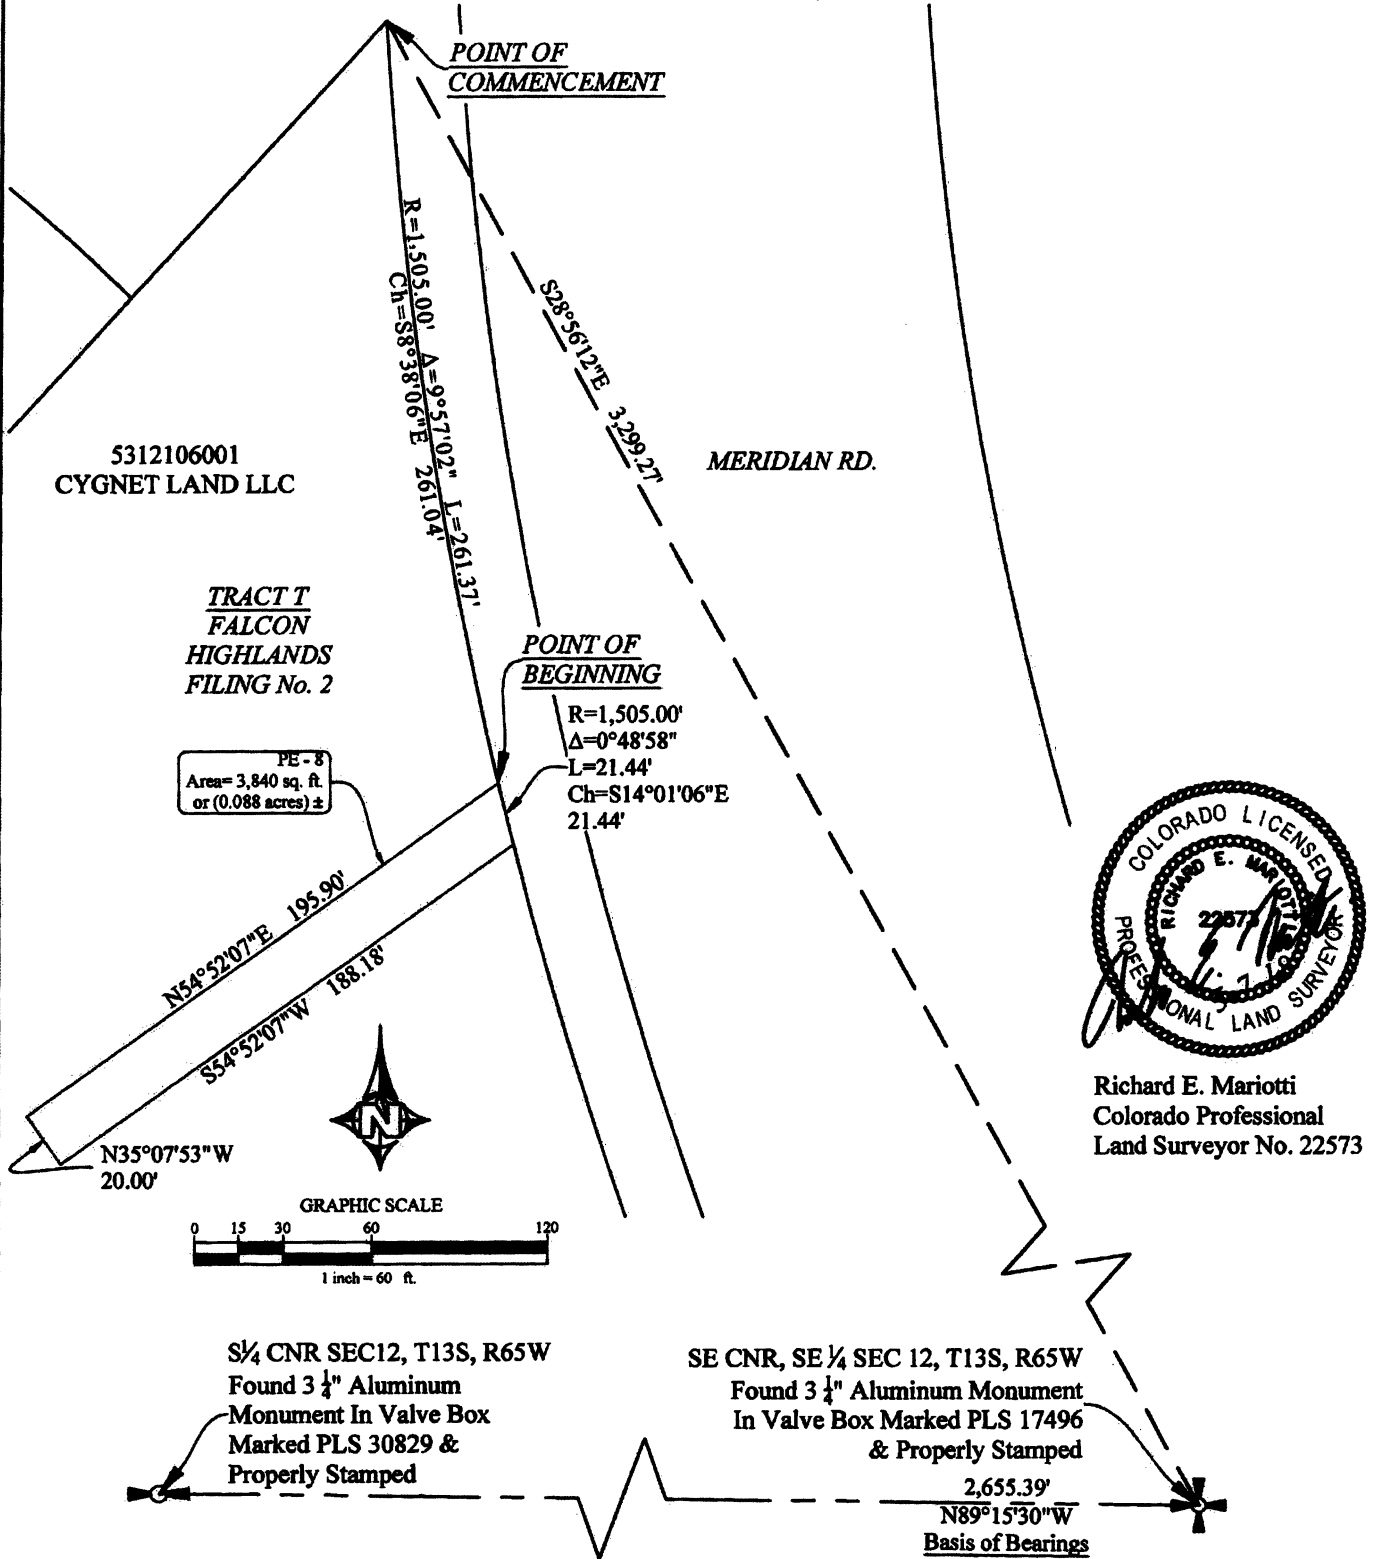 POINT OF
COMMENCEMENT
R=1,505.00' Δ=9°57'02" L=261.37'
Ch=S8°38'06"E 261.04'
S28°56'12"E 3,299.27'
MERIDIAN RD.
5312106001
CYGNET LAND LLC
TRACT T
FALCON
HIGHLANDS
FILING No. 2
POINT OF
BEGINNING
R=1,505.00'
Δ=0°48'58"
L=21.44'
Ch=S14°01'06"E
21.44'
PE - 8
Area= 3,840 sq. ft.
or (0.088 acres) ±
N54°52'07"E 195.90'
S54°52'07"W 188.18'
N35°07'53"W
20.00'
N
GRAPHIC SCALE
0 15 30 60 120
1 inch = 60 ft.
COLORADO LICENSED
PROFESSIONAL LAND SURVEYOR
RICHARD E. MARIOTTI
22573
Richard E. Mariotti
Colorado Professional
Land Surveyor No. 22573
S¼ CNR SEC12, T13S, R65W
Found 3 ¼" Aluminum
Monument In Valve Box
Marked PLS 30829 &
Properly Stamped
SE CNR, SE ¼ SEC 12, T13S, R65W
Found 3 ¼" Aluminum Monument
In Valve Box Marked PLS 17496
& Properly Stamped
2,655.39'
N89°15'30"W
Basis of Bearings